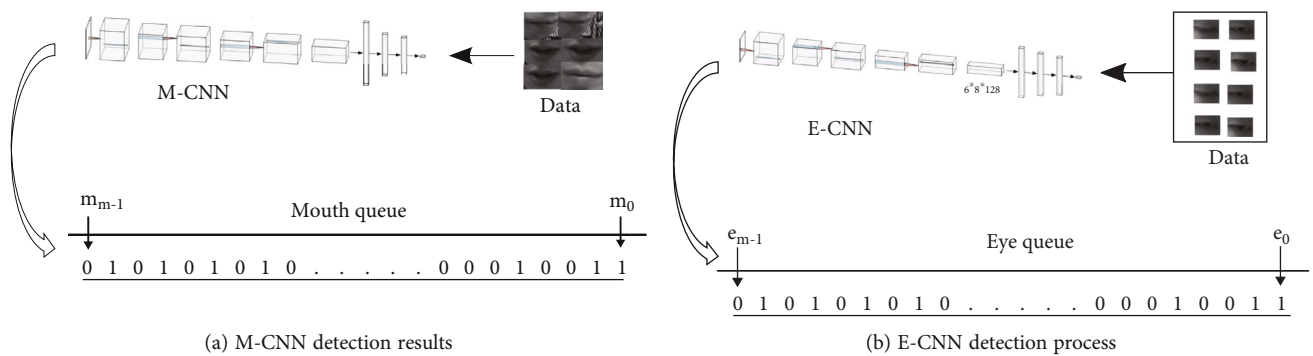 M-CNN
Data
m_{m-1}
Mouth queue
m_0
0 1 0 1 0 1 0 1 0 . . . . . . 0 0 0 1 0 0 1 1
(a) M-CNN detection results
6*8*128
E-CNN
Data
e_{m-1}
Eye queue
e_0
0 1 0 1 0 1 0 1 0 . . . . . . 0 0 0 1 0 0 1 1
(b) E-CNN detection process